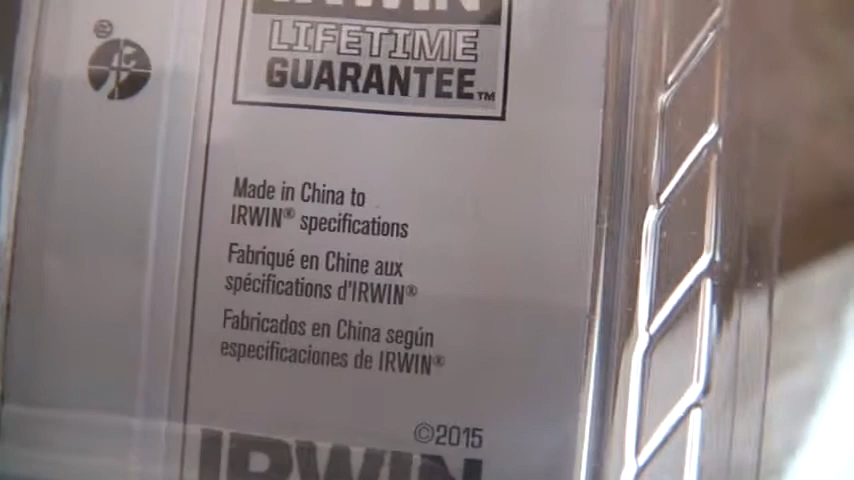 IRWIN
LIFETIME
GUARANTEE™
®
Made in China to
IRWIN® specifications
Fabriqué en Chine aux
spécifications d'IRWIN®
Fabricados en China según
especificaciones de IRWIN®
©2015
IRWIN